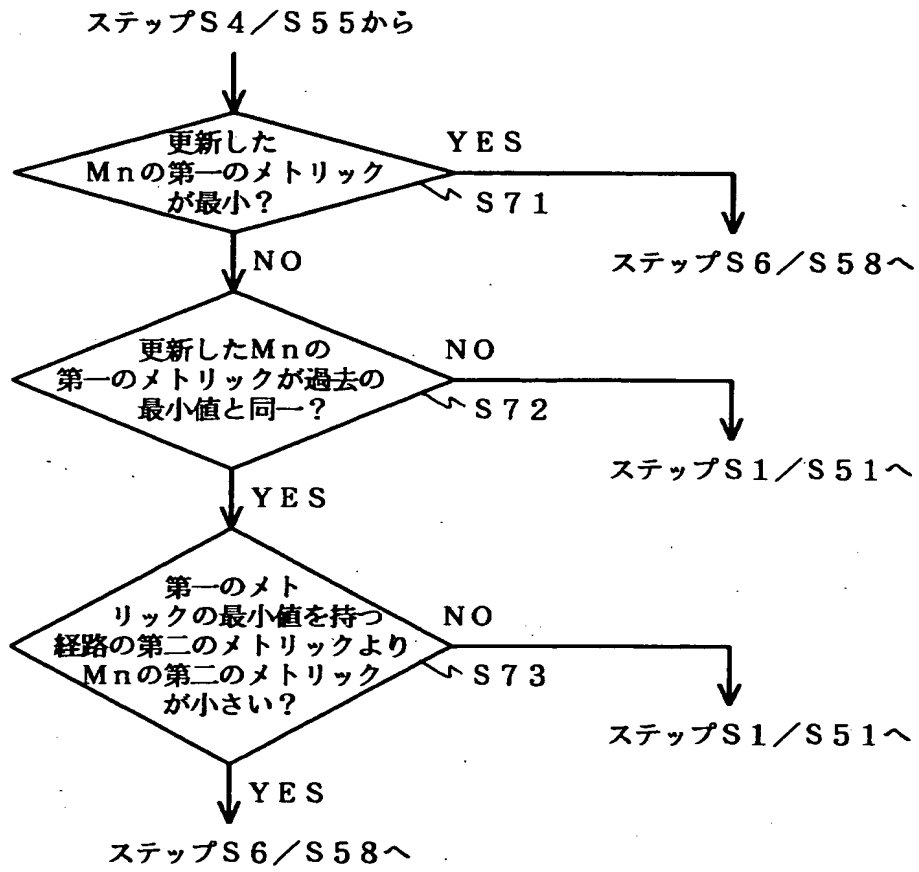 ステップS4/S55から
更新した
Mnの第一のメトリック
が最小?
YES
S71
ステップS6/S58へ
NO
更新したMnの
第一のメトリックが過去の
最小値と同一?
NO
S72
ステップS1/S51へ
YES
第一のメト
リックの最小値を持つ
経路の第二のメトリックより
Mnの第二のメトリック
が小さい?
NO
S73
ステップS1/S51へ
YES
ステップS6/S58へ